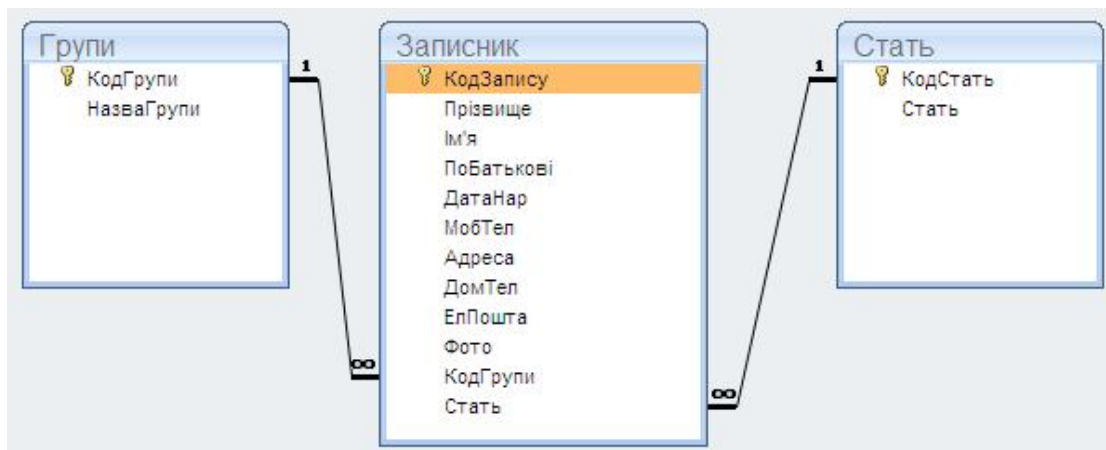 Групи
КодГрупи
НазваГрупи
1
∞
Записник
КодЗапису
Прізвище
Ім'я
ПоБатькові
ДатаНар
МобТел
Адреса
ДомТел
ЕлПошта
Фото
КодГрупи
Стать
∞
1
Стать
КодСтать
Стать